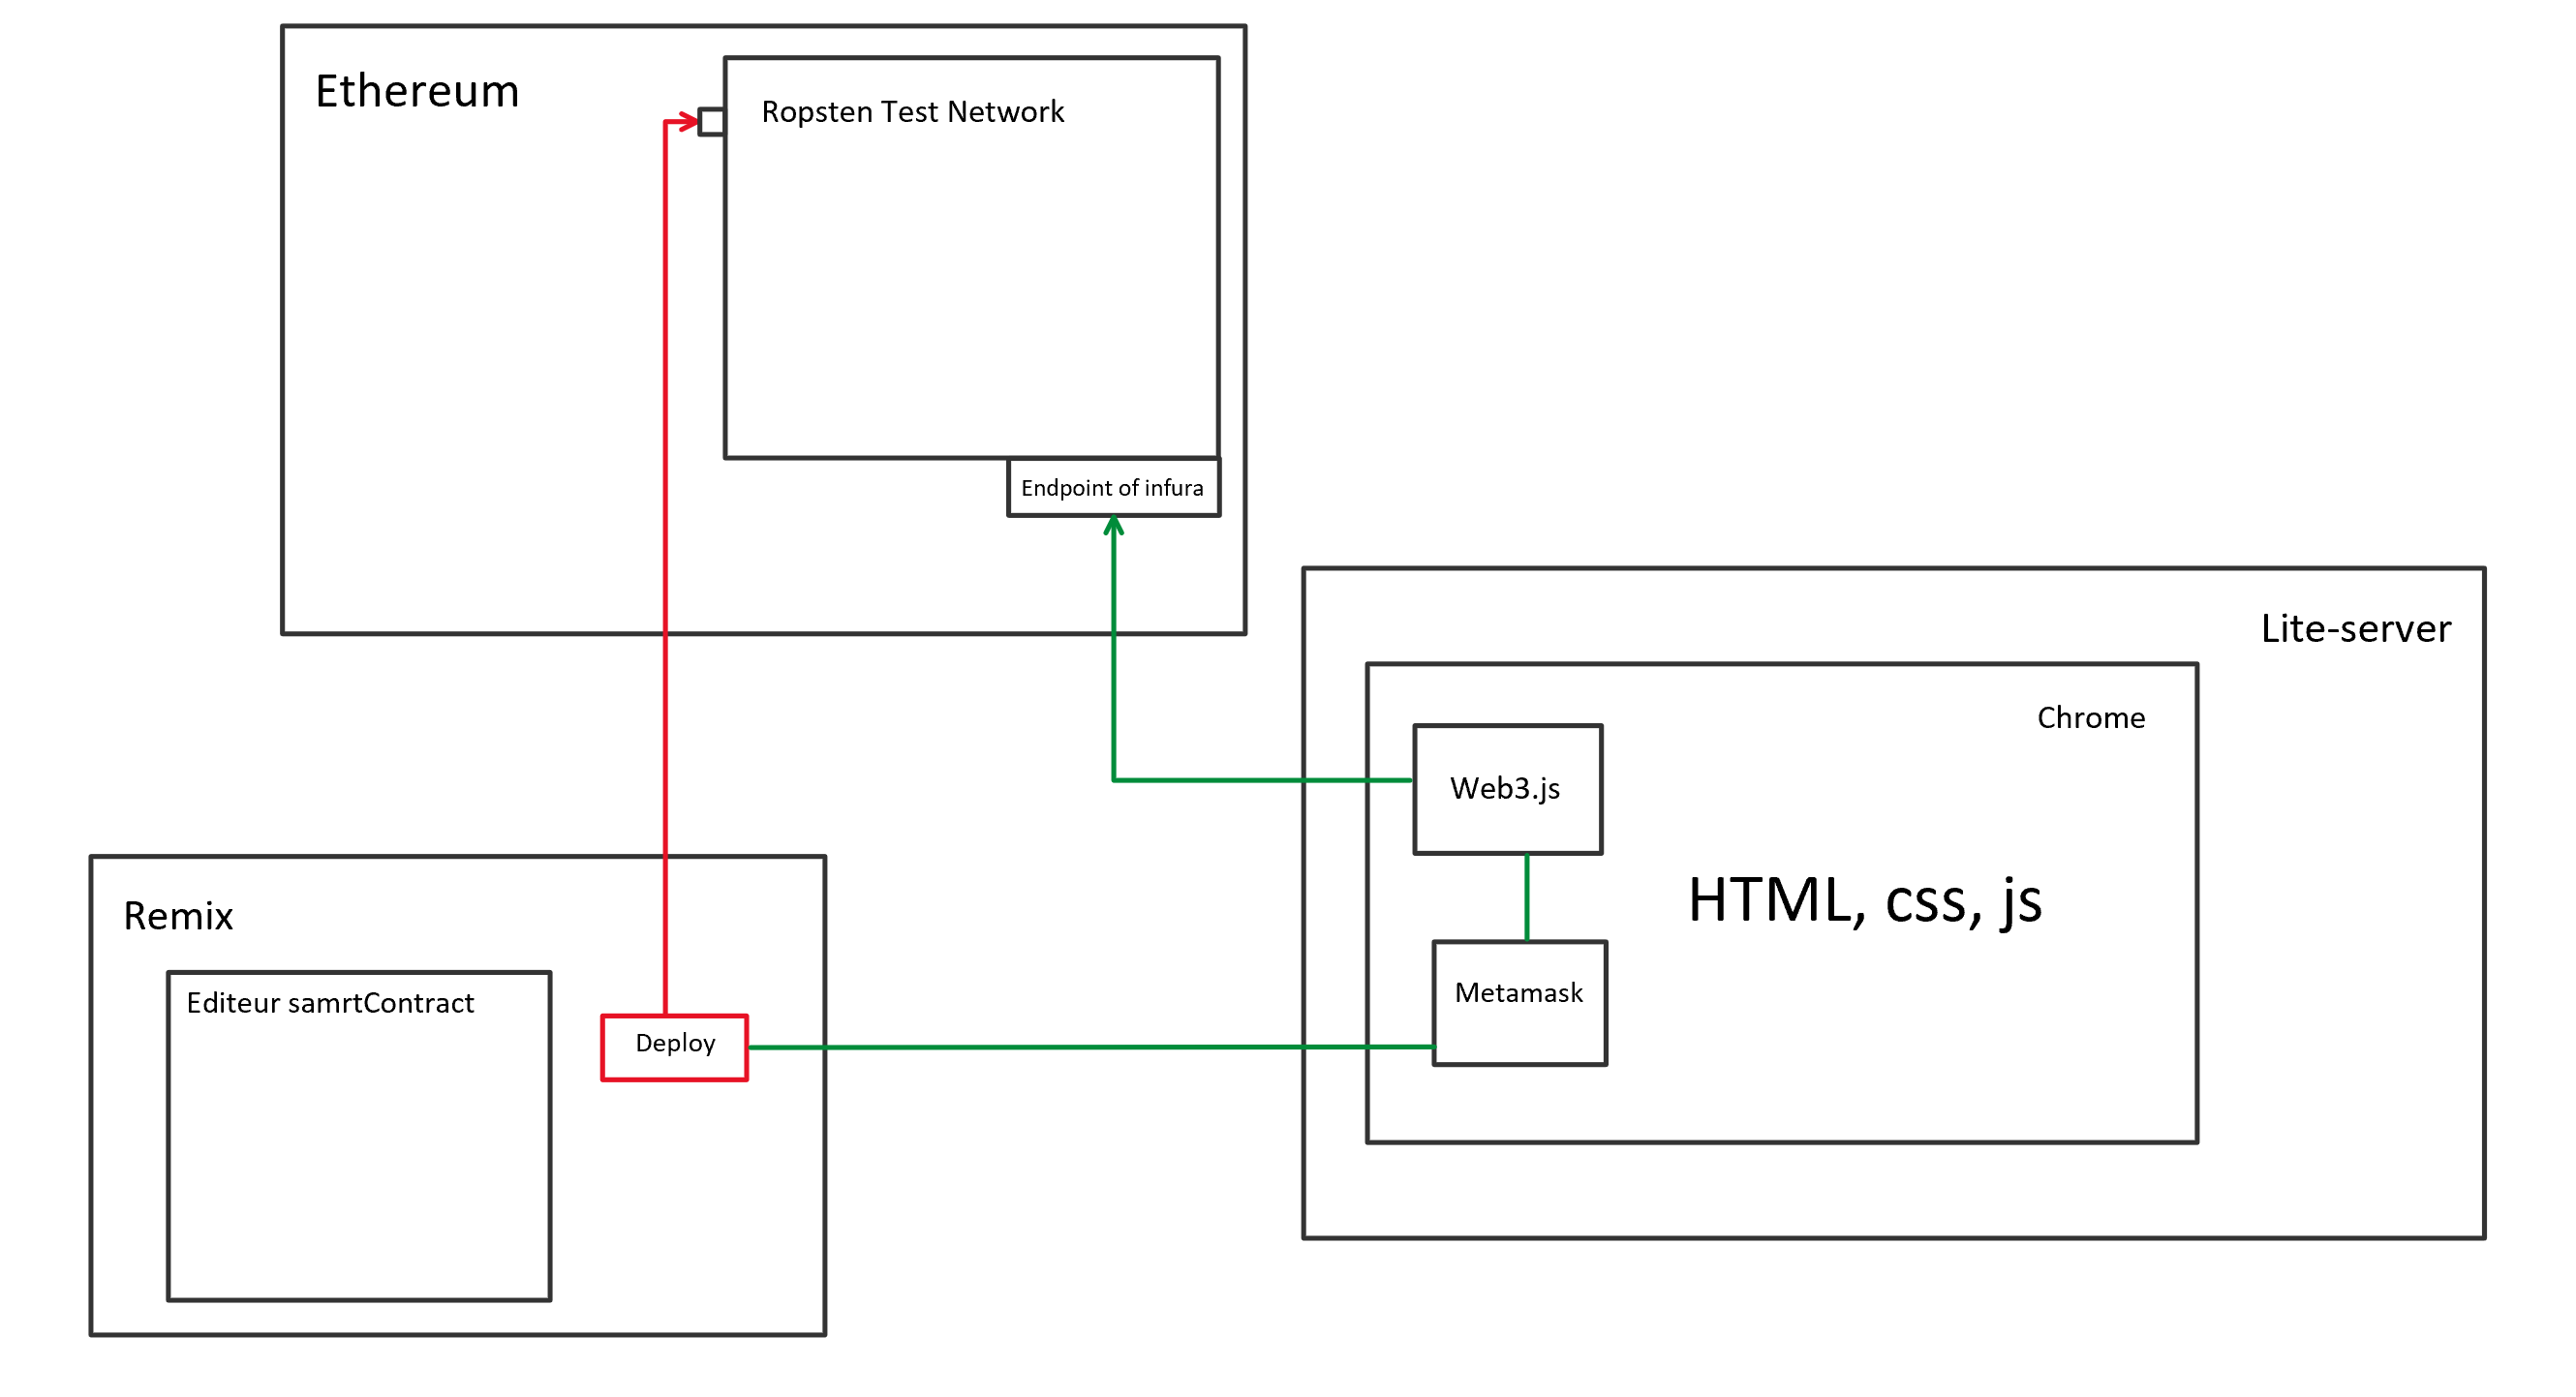 Ethereum
Ropsten Test Network
Endpoint of infura
Lite-server
Chrome
Web3.js
HTML, css, js
Metamask
Remix
Editeur samrtContract
Deploy